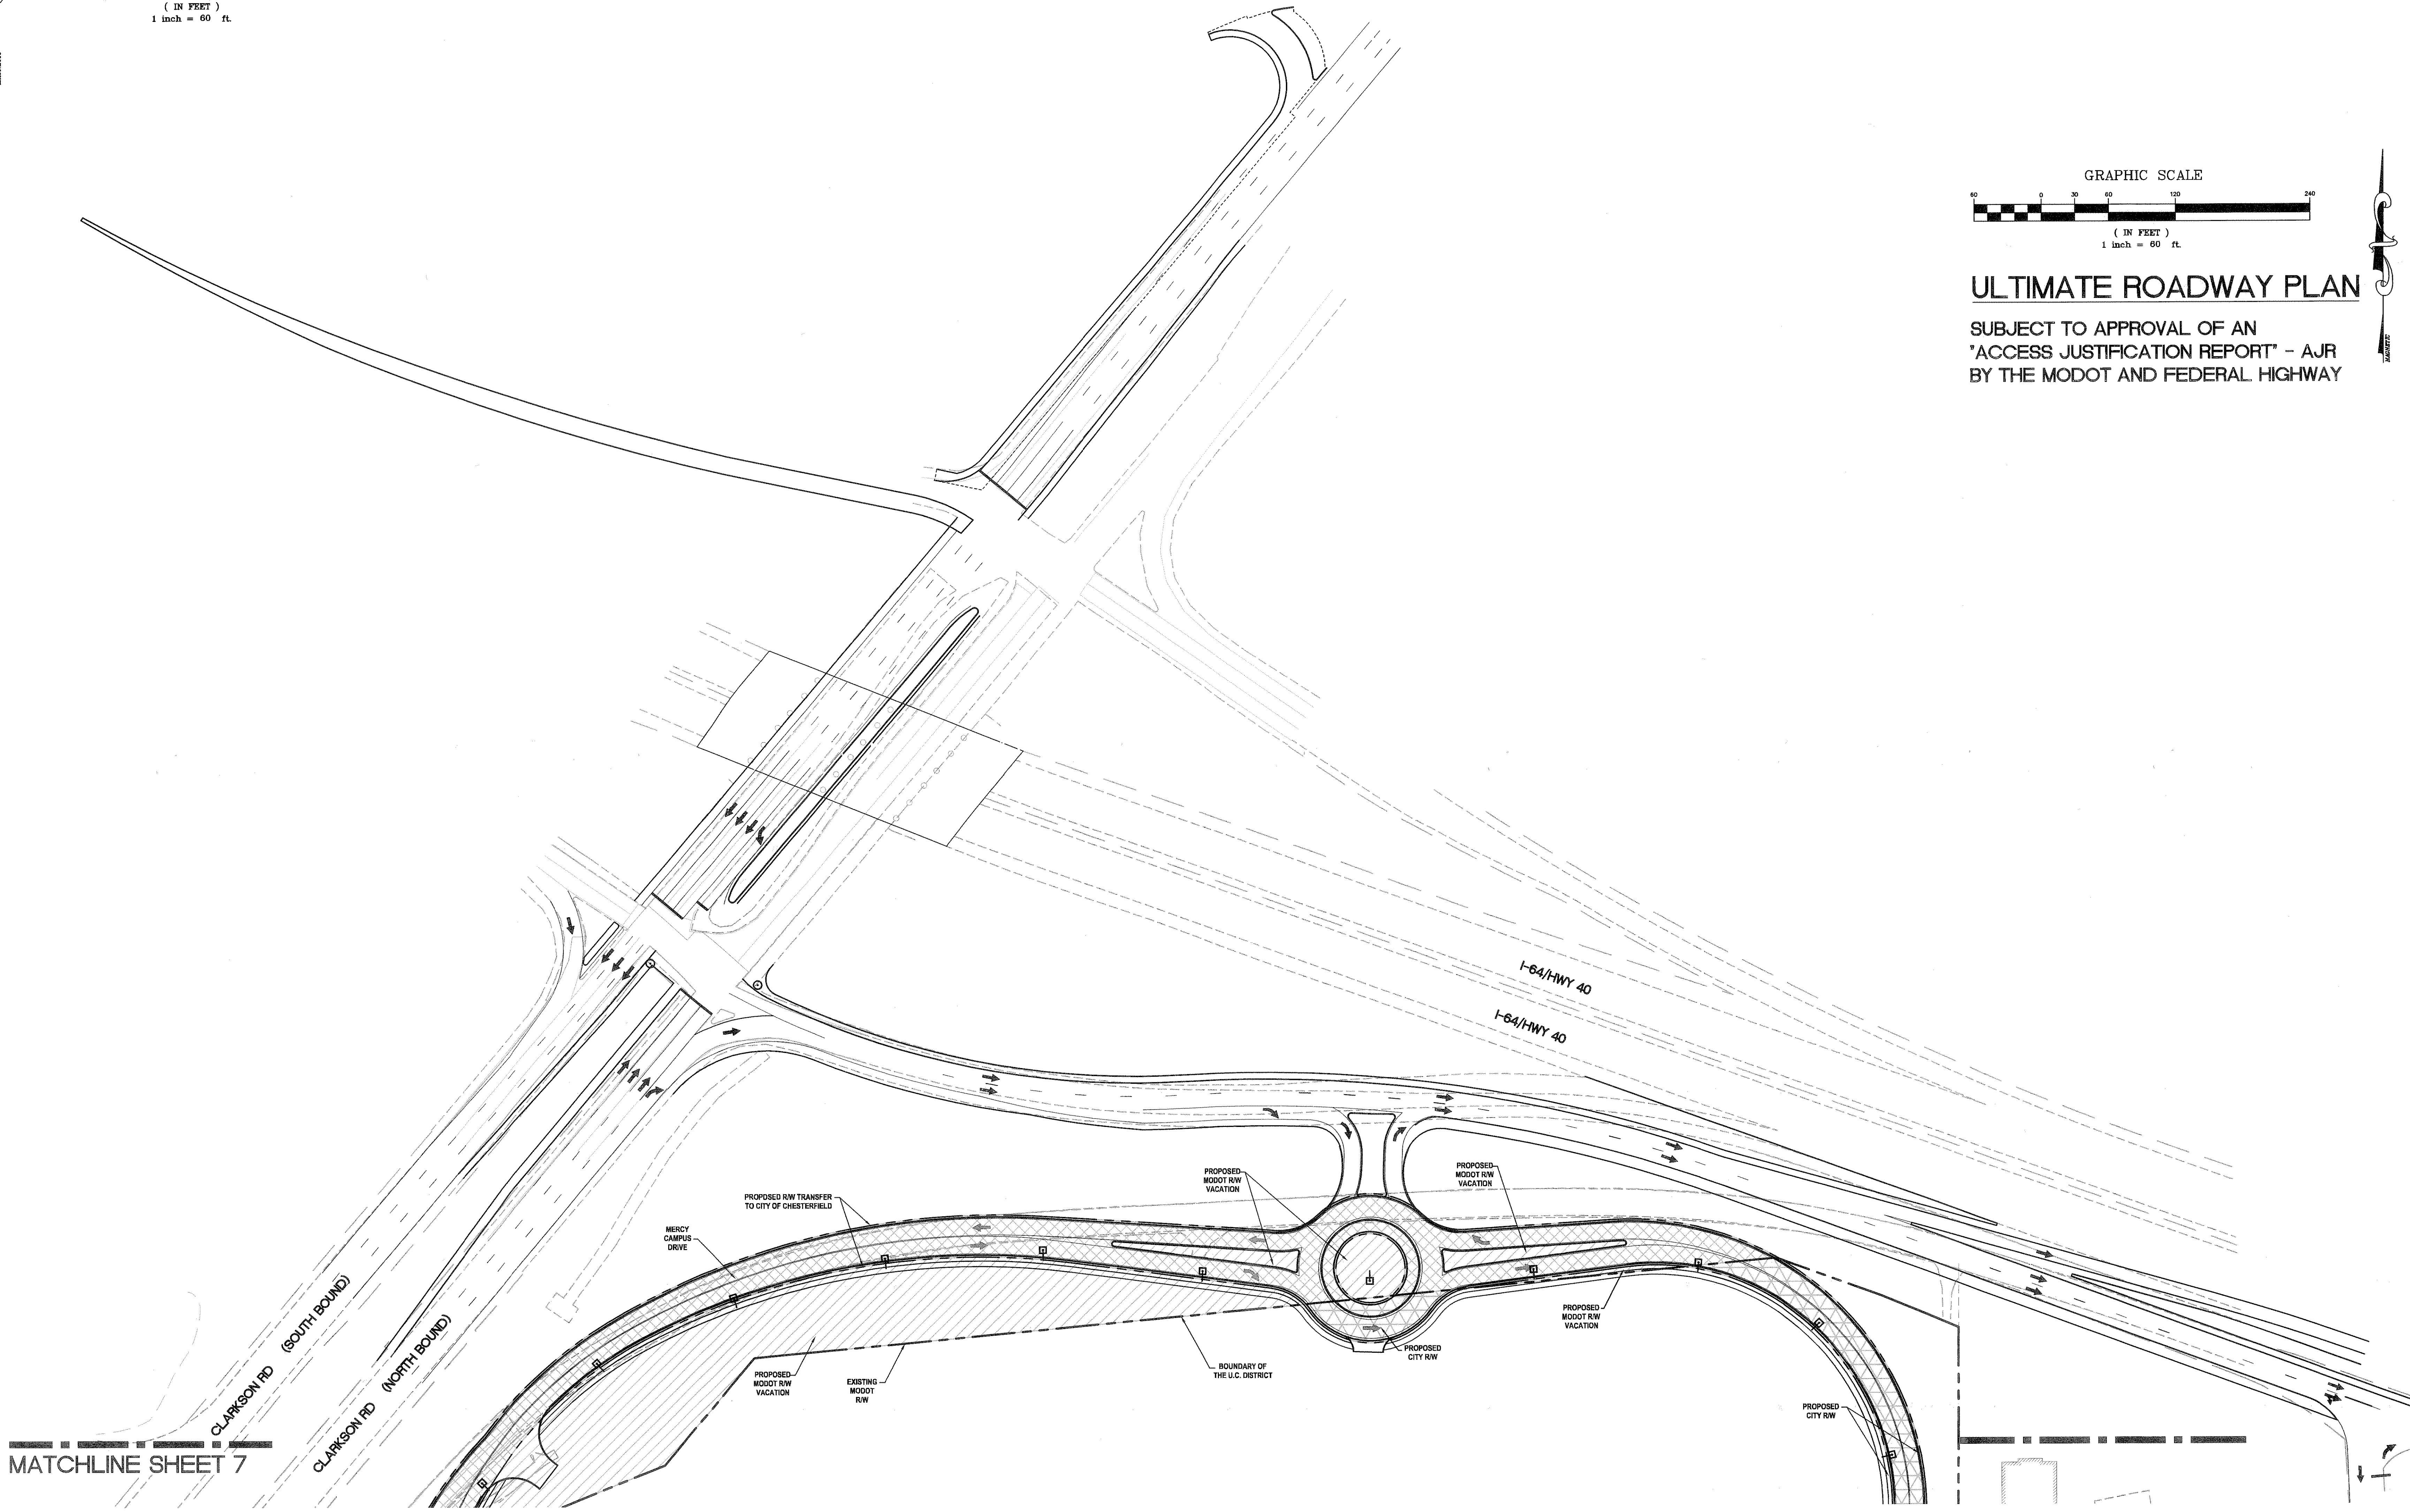 ( IN FEET )
1 inch = 60 ft.
GRAPHIC SCALE
60 0 30 60 120 240
( IN FEET )
1 inch = 60 ft.
ULTIMATE ROADWAY PLAN
SUBJECT TO APPROVAL OF AN
"ACCESS JUSTIFICATION REPORT" - AJR
BY THE MODOT AND FEDERAL HIGHWAY
I-64/HWY 40
I-64/HWY 40
PROPOSED
MODOT R/W
VACATION
PROPOSED
MODOT R/W
VACATION
PROPOSED R/W TRANSFER
TO CITY OF CHESTERFIELD
MERCY
CAMPUS
DRIVE
PROPOSED
MODOT R/W
VACATION
PROPOSED
CITY R/W
BOUNDARY OF
THE U.C. DISTRICT
PROPOSED
MODOT R/W
VACATION
EXISTING
MODOT
R/W
PROPOSED
CITY R/W
CLARKSON RD (SOUTH BOUND)
CLARKSON RD (NORTH BOUND)
MATCHLINE SHEET 7